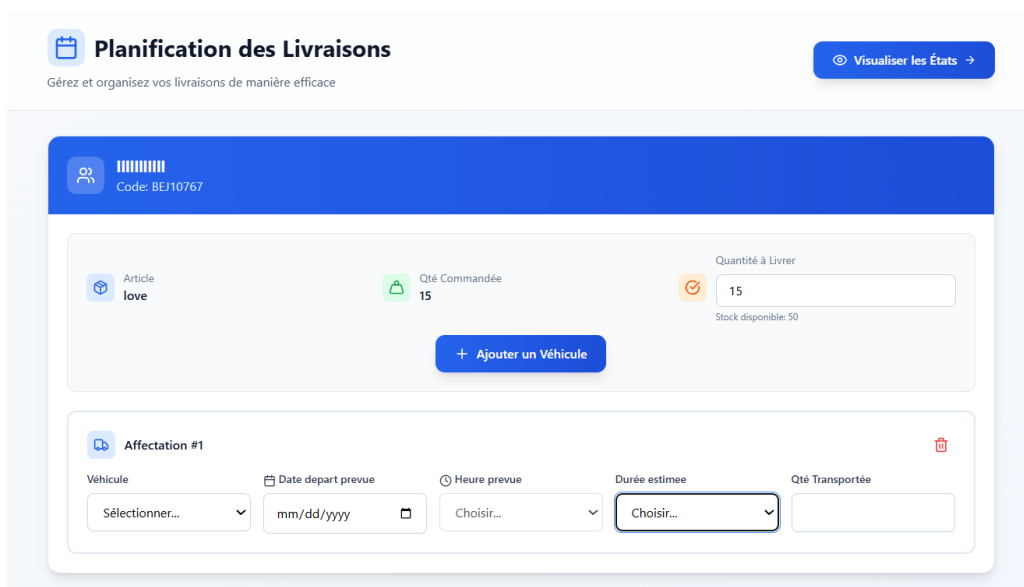 Planification des Livraisons
Gérez et organisez vos livraisons de manière efficace
Visualiser les États →
Code: BEJ10767
Article
love
Qté Commandée
15
Quantité à Livrer
15
Stock disponible: 50
+ Ajouter un Véhicule
Affectation #1
Véhicule
Sélectionner...
Date depart prevue
mm/dd/yyyy
Heure prevue
Choisir...
Durée estimee
Choisir...
Qté Transportée